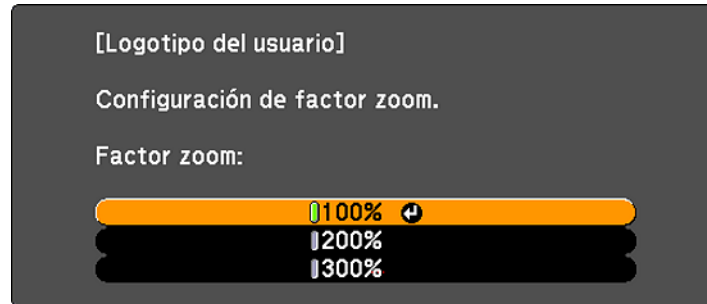 [Logotipo del usuario]
Configuración de factor zoom.
Factor zoom:
100%
200%
300%